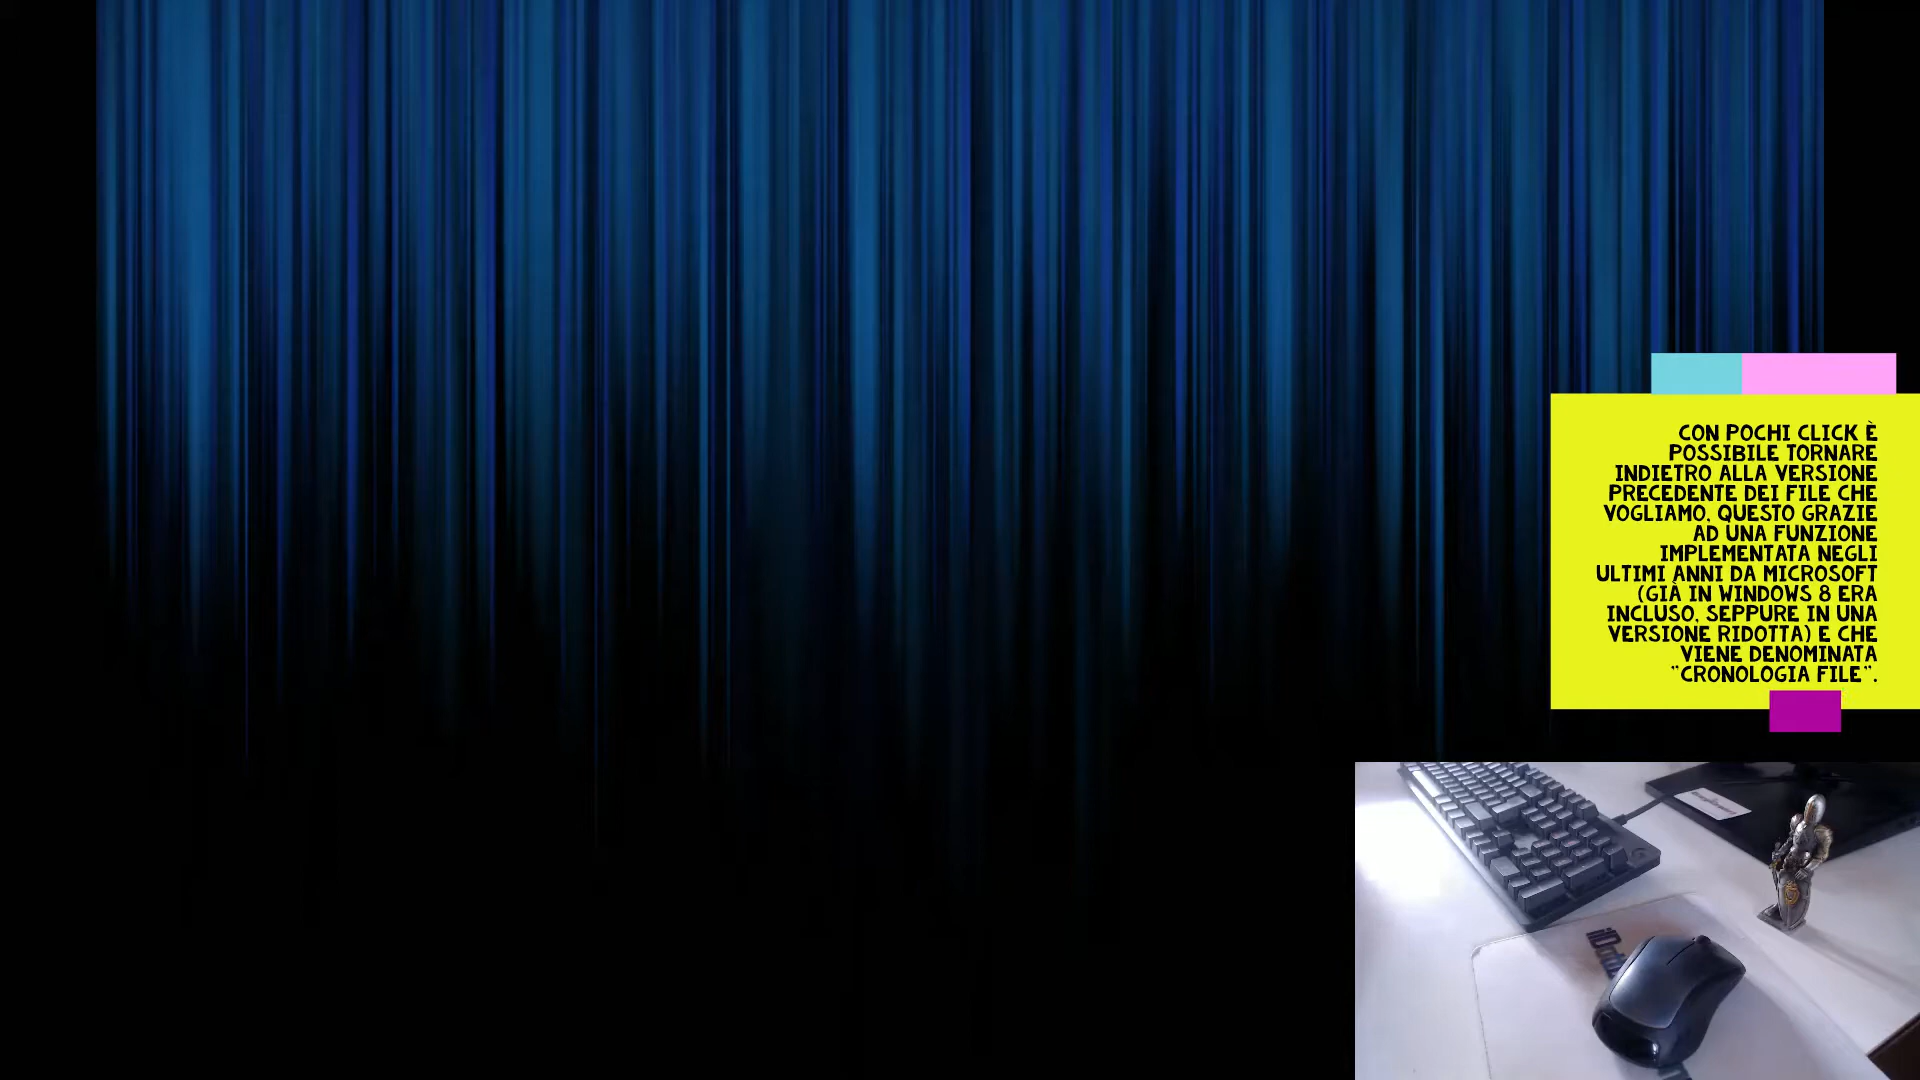 CON POCHI CLICK È
POSSIBILE TORNARE
INDIETRO ALLA VERSIONE
PRECEDENTE DEI FILE CHE
VOGLIAMO, QUESTO GRAZIE
AD UNA FUNZIONE
IMPLEMENTATA NEGLI
ULTIMI ANNI DA MICROSOFT
(GIÀ IN WINDOWS 8 ERA
INCLUSO, SEPPURE IN UNA
VERSIONE RIDOTTA) E CHE
VIENE DENOMINATA
"CRONOLOGIA FILE".